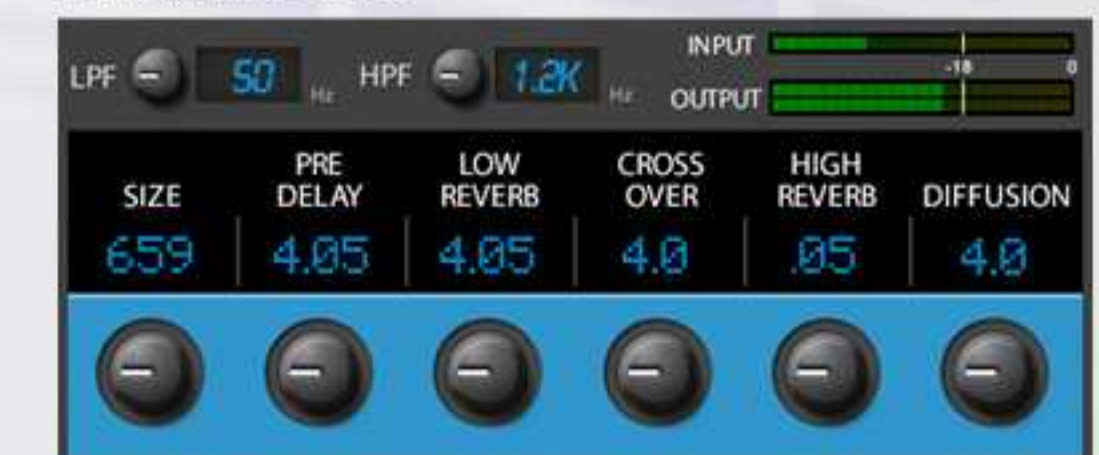 LPF 50 Hz HPF 1.2K Hz INPUT
-18 0
OUTPUT
SIZE PRE DELAY LOW REVERB CROSS OVER HIGH REVERB DIFFUSION
659 4.05 4.05 4.0 .05 4.0